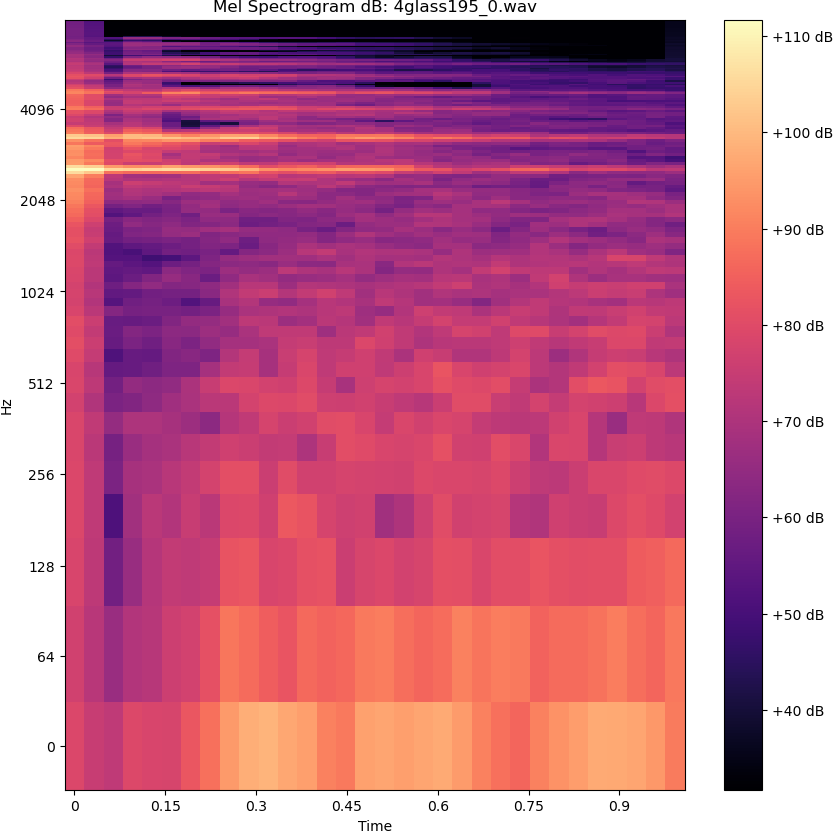 Mel Spectrogram dB: 4glass195_0.wav
+110 dB
+100 dB
+90 dB
+80 dB
+70 dB
+60 dB
+50 dB
+40 dB
Hz
4096
2048
1024
512
256
128
64
0
0 0.15 0.3 0.45 0.6 0.75 0.9
Time